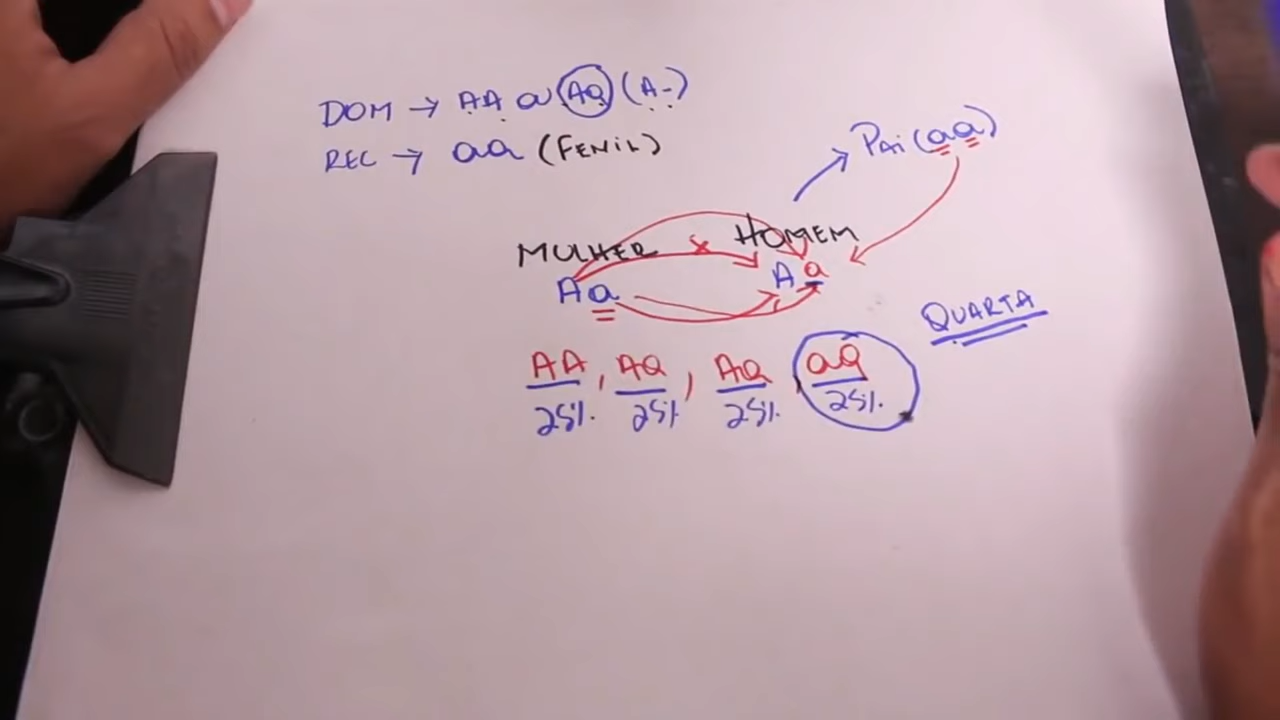 DOM → AA ou Aa (A-)
REC → aa (FENIL)
PAI (aa)
MULHER x HOMEM
Aa Aa
QUARTA
AA, Aa, Aa, aa
25% 25% 25% 25%